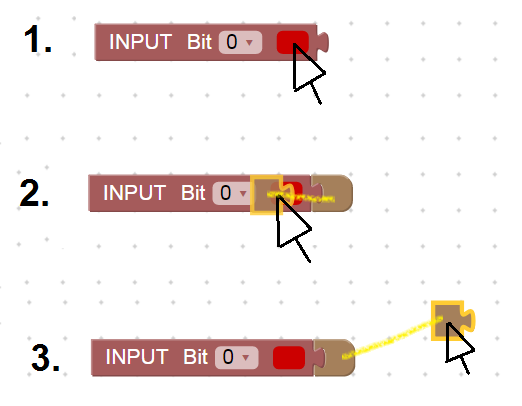 1. INPUT Bit 0
2. INPUT Bit 0
3. INPUT Bit 0